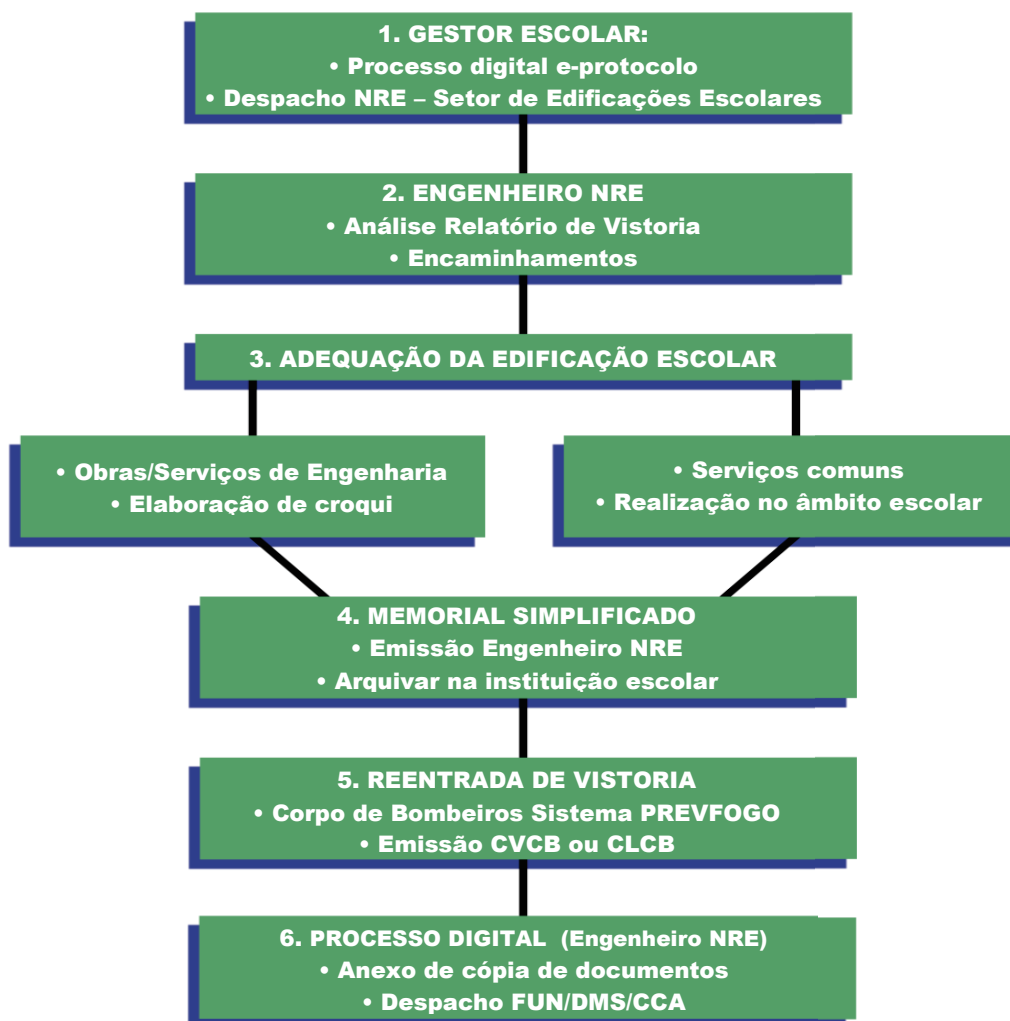 1. GESTOR ESCOLAR:
• Processo digital e-protocolo
• Despacho NRE – Setor de Edificações Escolares
2. ENGENHEIRO NRE
• Análise Relatório de Vistoria
• Encaminhamentos
3. ADEQUAÇÃO DA EDIFICAÇÃO ESCOLAR
• Obras/Serviços de Engenharia
• Elaboração de croqui
• Serviços comuns
• Realização no âmbito escolar
4. MEMORIAL SIMPLIFICADO
• Emissão Engenheiro NRE
• Arquivar na instituição escolar
5. REENTRADA DE VISTORIA
• Corpo de Bombeiros Sistema PREVFOGO
• Emissão CVCB ou CLCB
6. PROCESSO DIGITAL (Engenheiro NRE)
• Anexo de cópia de documentos
• Despacho FUN/DMS/CCA